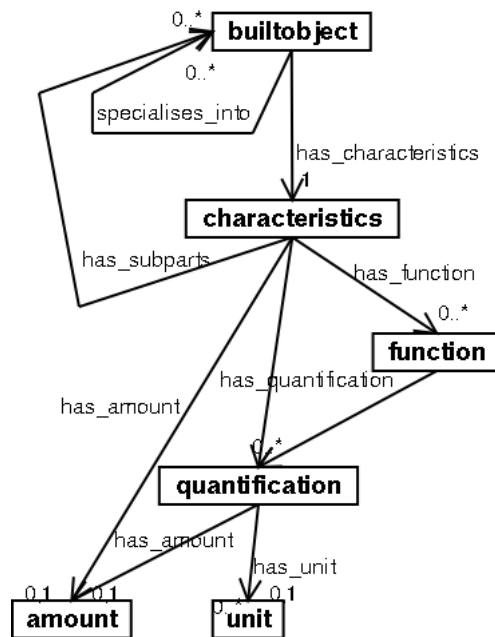 0..*
builtobject
0..*
specialises_into
has_characteristics
1
characteristics
has_subparts
has_function
0..*
function
has_quantification
has_amount
0..*
quantification
has_amount
has_unit
0,1
0,1
0..*
0,1
amount
unit